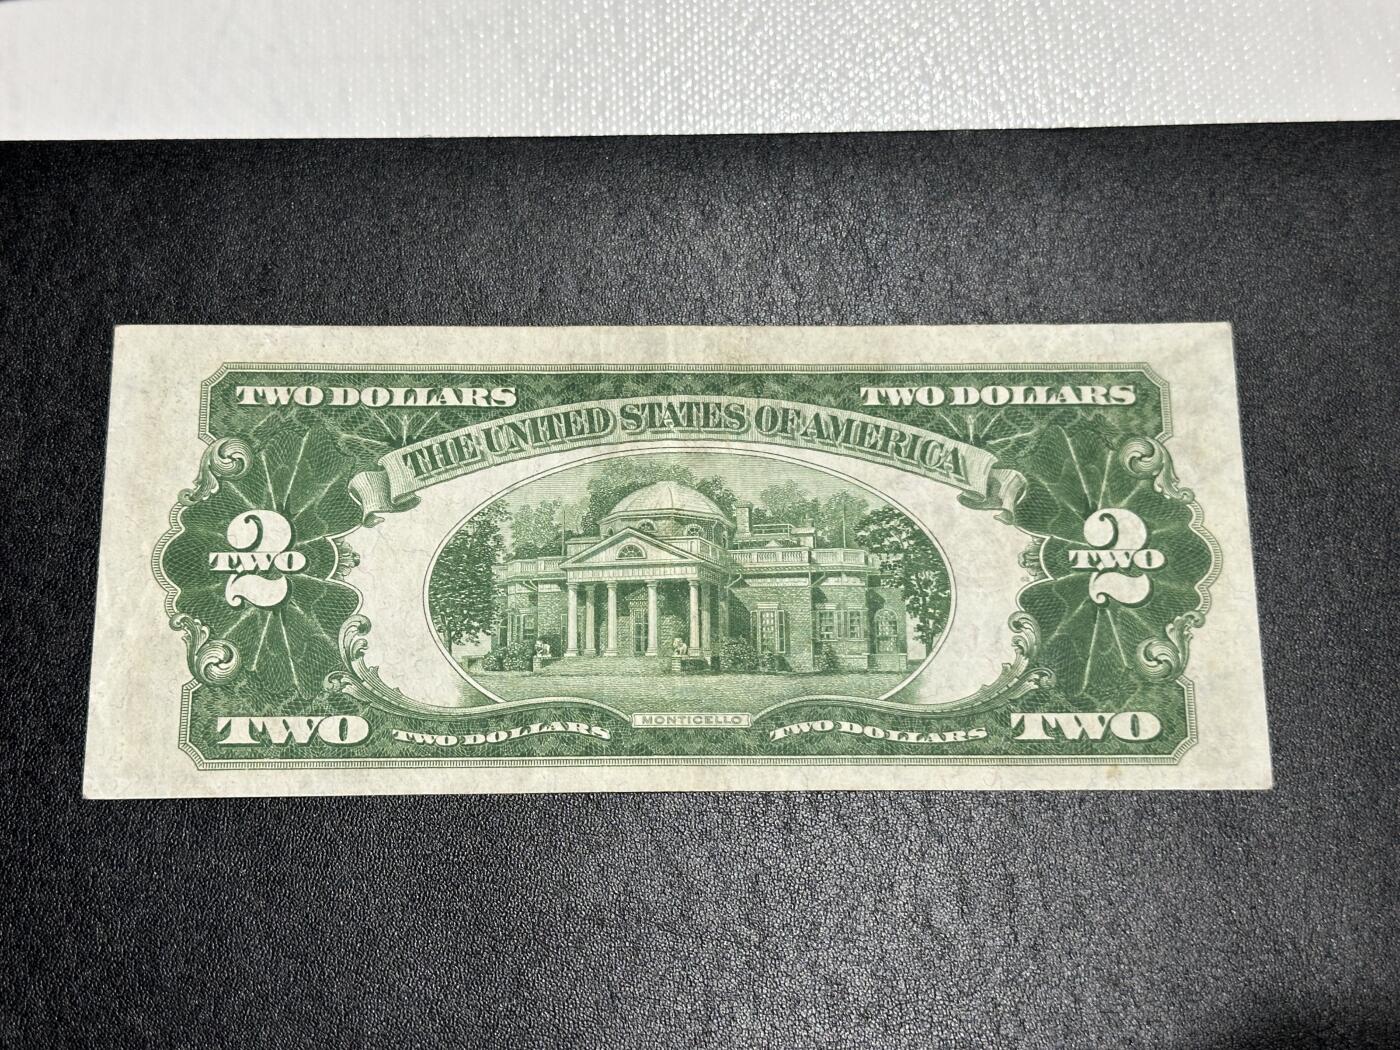 TWO DOLLARS TWO DOLLARS
THE UNITED STATES OF AMERICA
2 2
TWO TWO
TWO TWO DOLLARS MONTICELLO TWO DOLLARS TWO